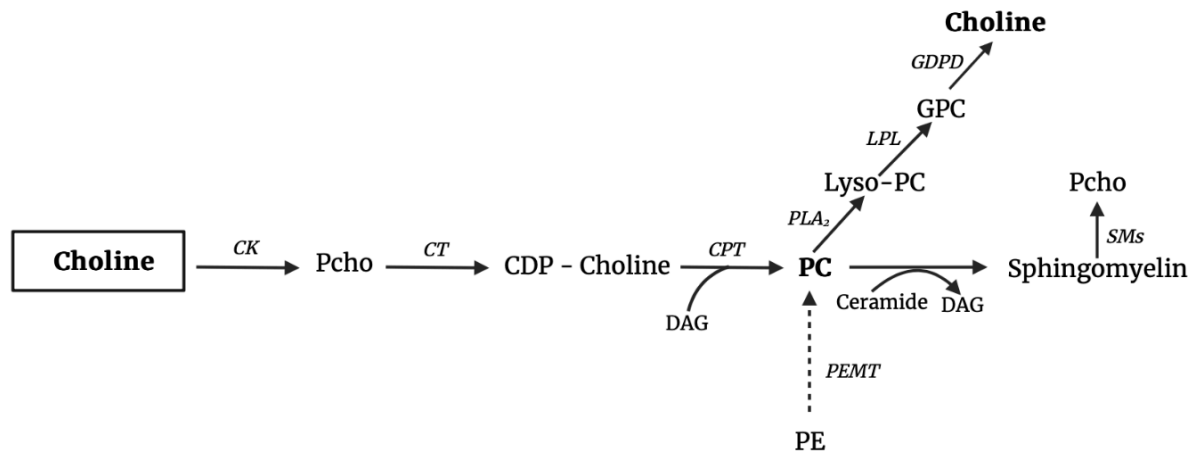 Choline
GDPD
GPC
LPL
Lyso-PC
Pcho
PLA₂
SMs
Choline
CK
Pcho
CT
CDP - Choline
CPT
PC
Sphingomyelin
Ceramide
DAG
DAG
PEMT
PE